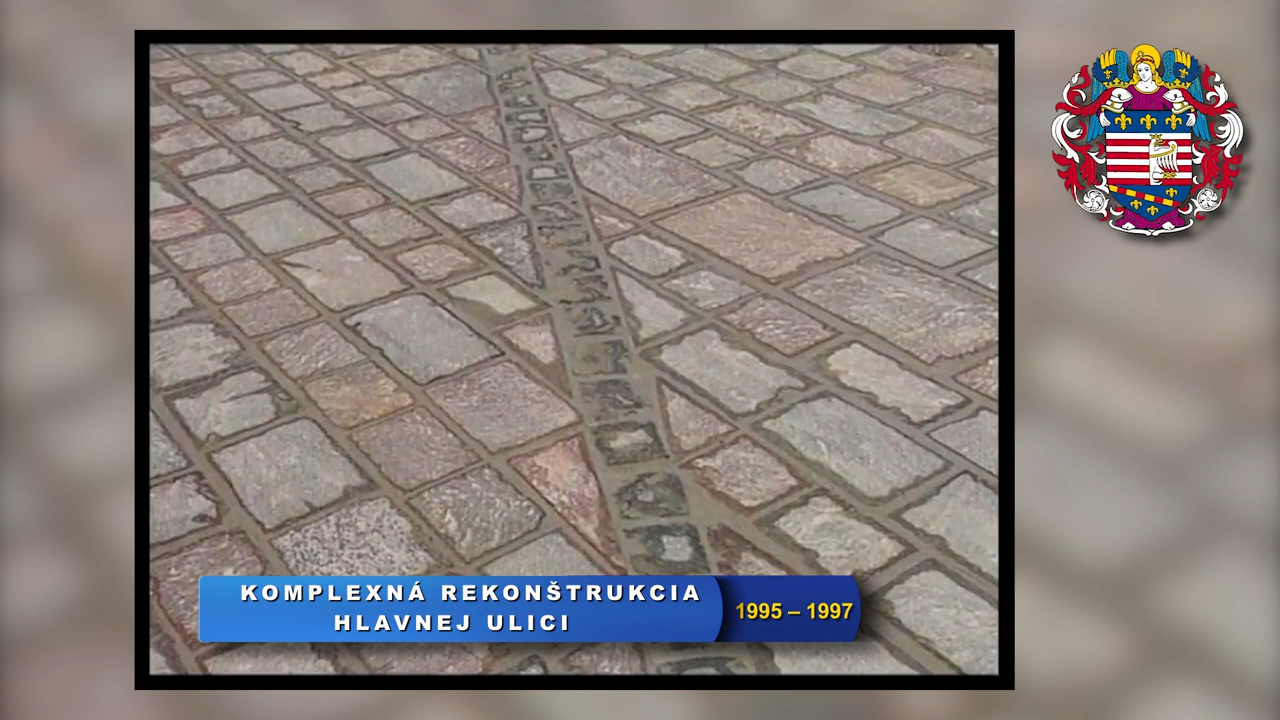 KOMPLEXNÁ REKONŠTRUKCIA
HLAVNEJ ULICI
1995 – 1997